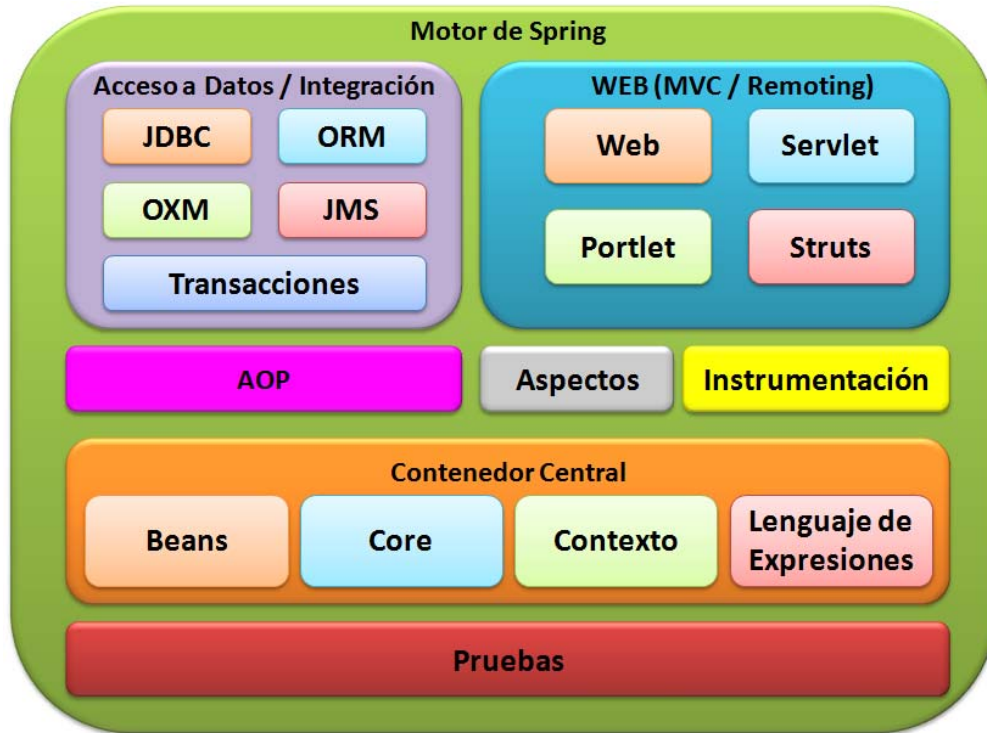 Motor de Spring
Acceso a Datos / Integración
JDBC
ORM
OXM
JMS
Transacciones
WEB (MVC / Remoting)
Web
Servlet
Portlet
Struts
AOP
Aspectos
Instrumentación
Contenedor Central
Beans
Core
Contexto
Lenguaje de
Expresiones
Pruebas